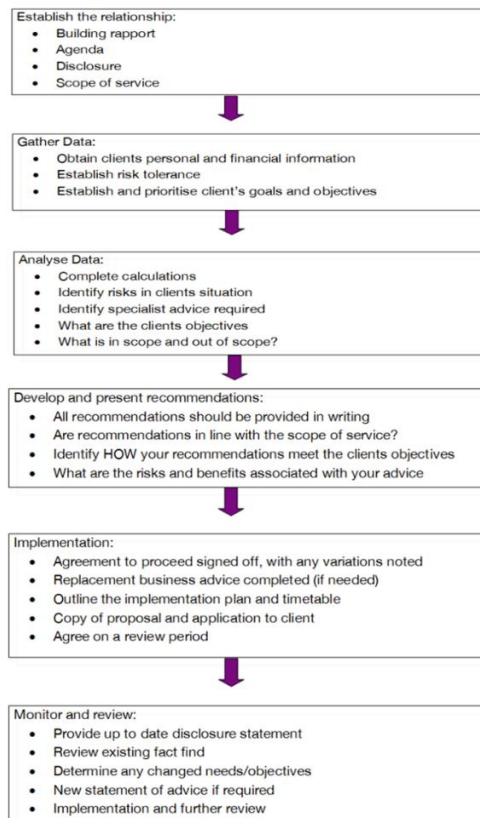 Establish the relationship:
• Building rapport
• Agenda
• Disclosure
• Scope of service
Gather Data:
• Obtain clients personal and financial information
• Establish risk tolerance
• Establish and prioritise client's goals and objectives
Analyse Data:
• Complete calculations
• Identify risks in clients situation
• Identify specialist advice required
• What are the clients objectives
• What is in scope and out of scope?
Develop and present recommendations:
• All recommendations should be provided in writing
• Are recommendations in line with the scope of service?
• Identify HOW your recommendations meet the clients objectives
• What are the risks and benefits associated with your advice
Implementation:
• Agreement to proceed signed off, with any variations noted
• Replacement business advice completed (if needed)
• Outline the implementation plan and timetable
• Copy of proposal and application to client
• Agree on a review period
Monitor and review:
• Provide up to date disclosure statement
• Review existing fact find
• Determine any changed needs/objectives
• New statement of advice if required
• Implementation and further review